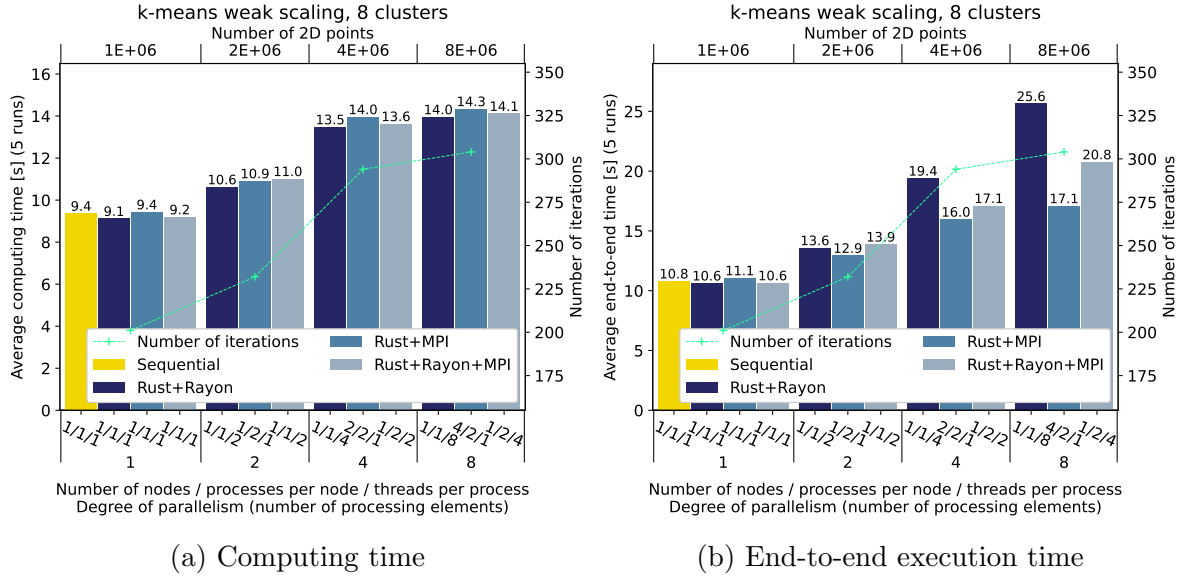 k-means weak scaling, 8 clusters
Number of 2D points
1E+06 2E+06 4E+06 8E+06
Average computing time [s] (5 runs)
16
14
12
10
8
6
4
2
0
9.4 9.1 9.4 9.2 10.6 10.9 11.0 13.5 14.0 13.6 14.0 14.3 14.1
350
325
300
275
250
225
200
175
Number of iterations
Number of iterations
Sequential
Rust+Rayon
Rust+MPI
Rust+Rayon+MPI
1/1/1 1/1/1 1/1/1 1/1/1 1/1/2 1/2/1 1/1/2 1/1/4 2/2/1 1/2/2 1/1/8 4/2/1 1/2/4
1 2 4 8
Number of nodes / processes per node / threads per process
Degree of parallelism (number of processing elements)
(a) Computing time
k-means weak scaling, 8 clusters
Number of 2D points
1E+06 2E+06 4E+06 8E+06
Average end-to-end time [s] (5 runs)
25
20
15
10
5
0
10.8 10.6 11.1 10.6 13.6 12.9 13.9 19.4 16.0 17.1 25.6 17.1 20.8
350
325
300
275
250
225
200
175
Number of iterations
Number of iterations
Sequential
Rust+Rayon
Rust+MPI
Rust+Rayon+MPI
1/1/1 1/1/1 1/1/1 1/1/1 1/1/2 1/2/1 1/1/2 1/1/4 2/2/1 1/2/2 1/1/8 4/2/1 1/2/4
1 2 4 8
Number of nodes / processes per node / threads per process
Degree of parallelism (number of processing elements)
(b) End-to-end execution time